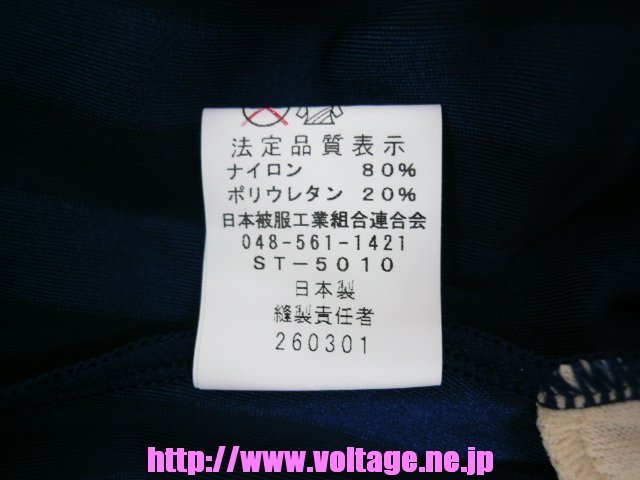 法定品質表示
ナイロン 80%
ポリウレタン 20%
日本被服工業組合連合会
048-561-1421
ST-5010
日本製
縫製責任者
260301
http://www.voltage.ne.jp